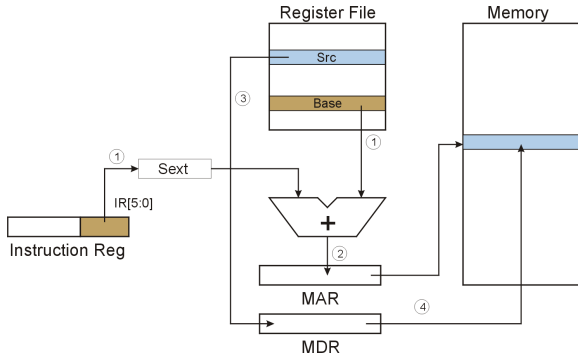 Register File
Memory
Src
③
Base
①
①
Sext
IR[5:0]
+
Instruction Reg
②
MAR
④
MDR